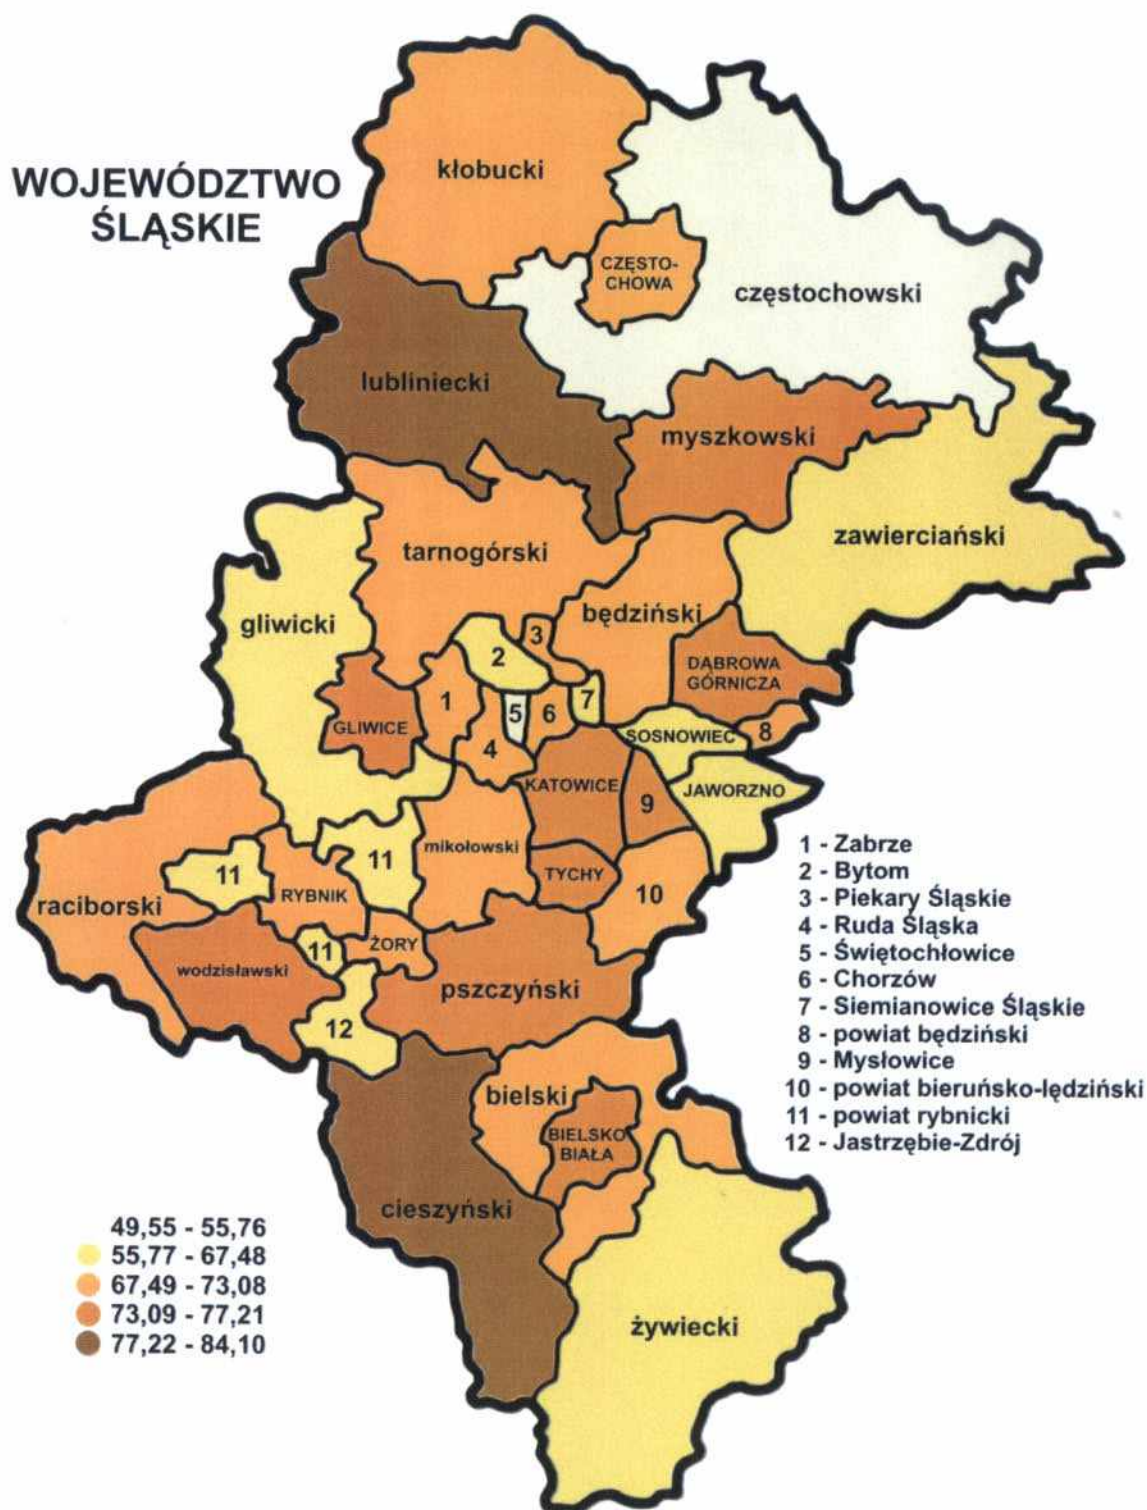 WOJEWÓDZTWO
ŚLĄSKIE
kłobucki
CZĘSTO-
CHOWA
częstochowski
lubliniecki
myszkowski
zawierciański
tarnogórski
będziński
gliwicki
3
2
DĄBROWA
GÓRNICZA
1
7
5
6
GLIWICE
8
SOSNOWIEC
4
KATOWICE
JAWORZNO
9
mikołowski
11
11
TYCHY
10
RYBNIK
raciborski
ŻORY
11
wodzisławski
pszczyński
12
bielski
BIELSKO
BIAŁA
cieszyński
żywiecki
1 - Zabrze
2 - Bytom
3 - Piekary Śląskie
4 - Ruda Śląska
5 - Świętochłowice
6 - Chorzów
7 - Siemianowice Śląskie
8 - powiat będziński
9 - Mysłowice
10 - powiat bieruńsko-lędziński
11 - powiat rybnicki
12 - Jastrzębie-Zdrój
49,55 - 55,76
55,77 - 67,48
67,49 - 73,08
73,09 - 77,21
77,22 - 84,10